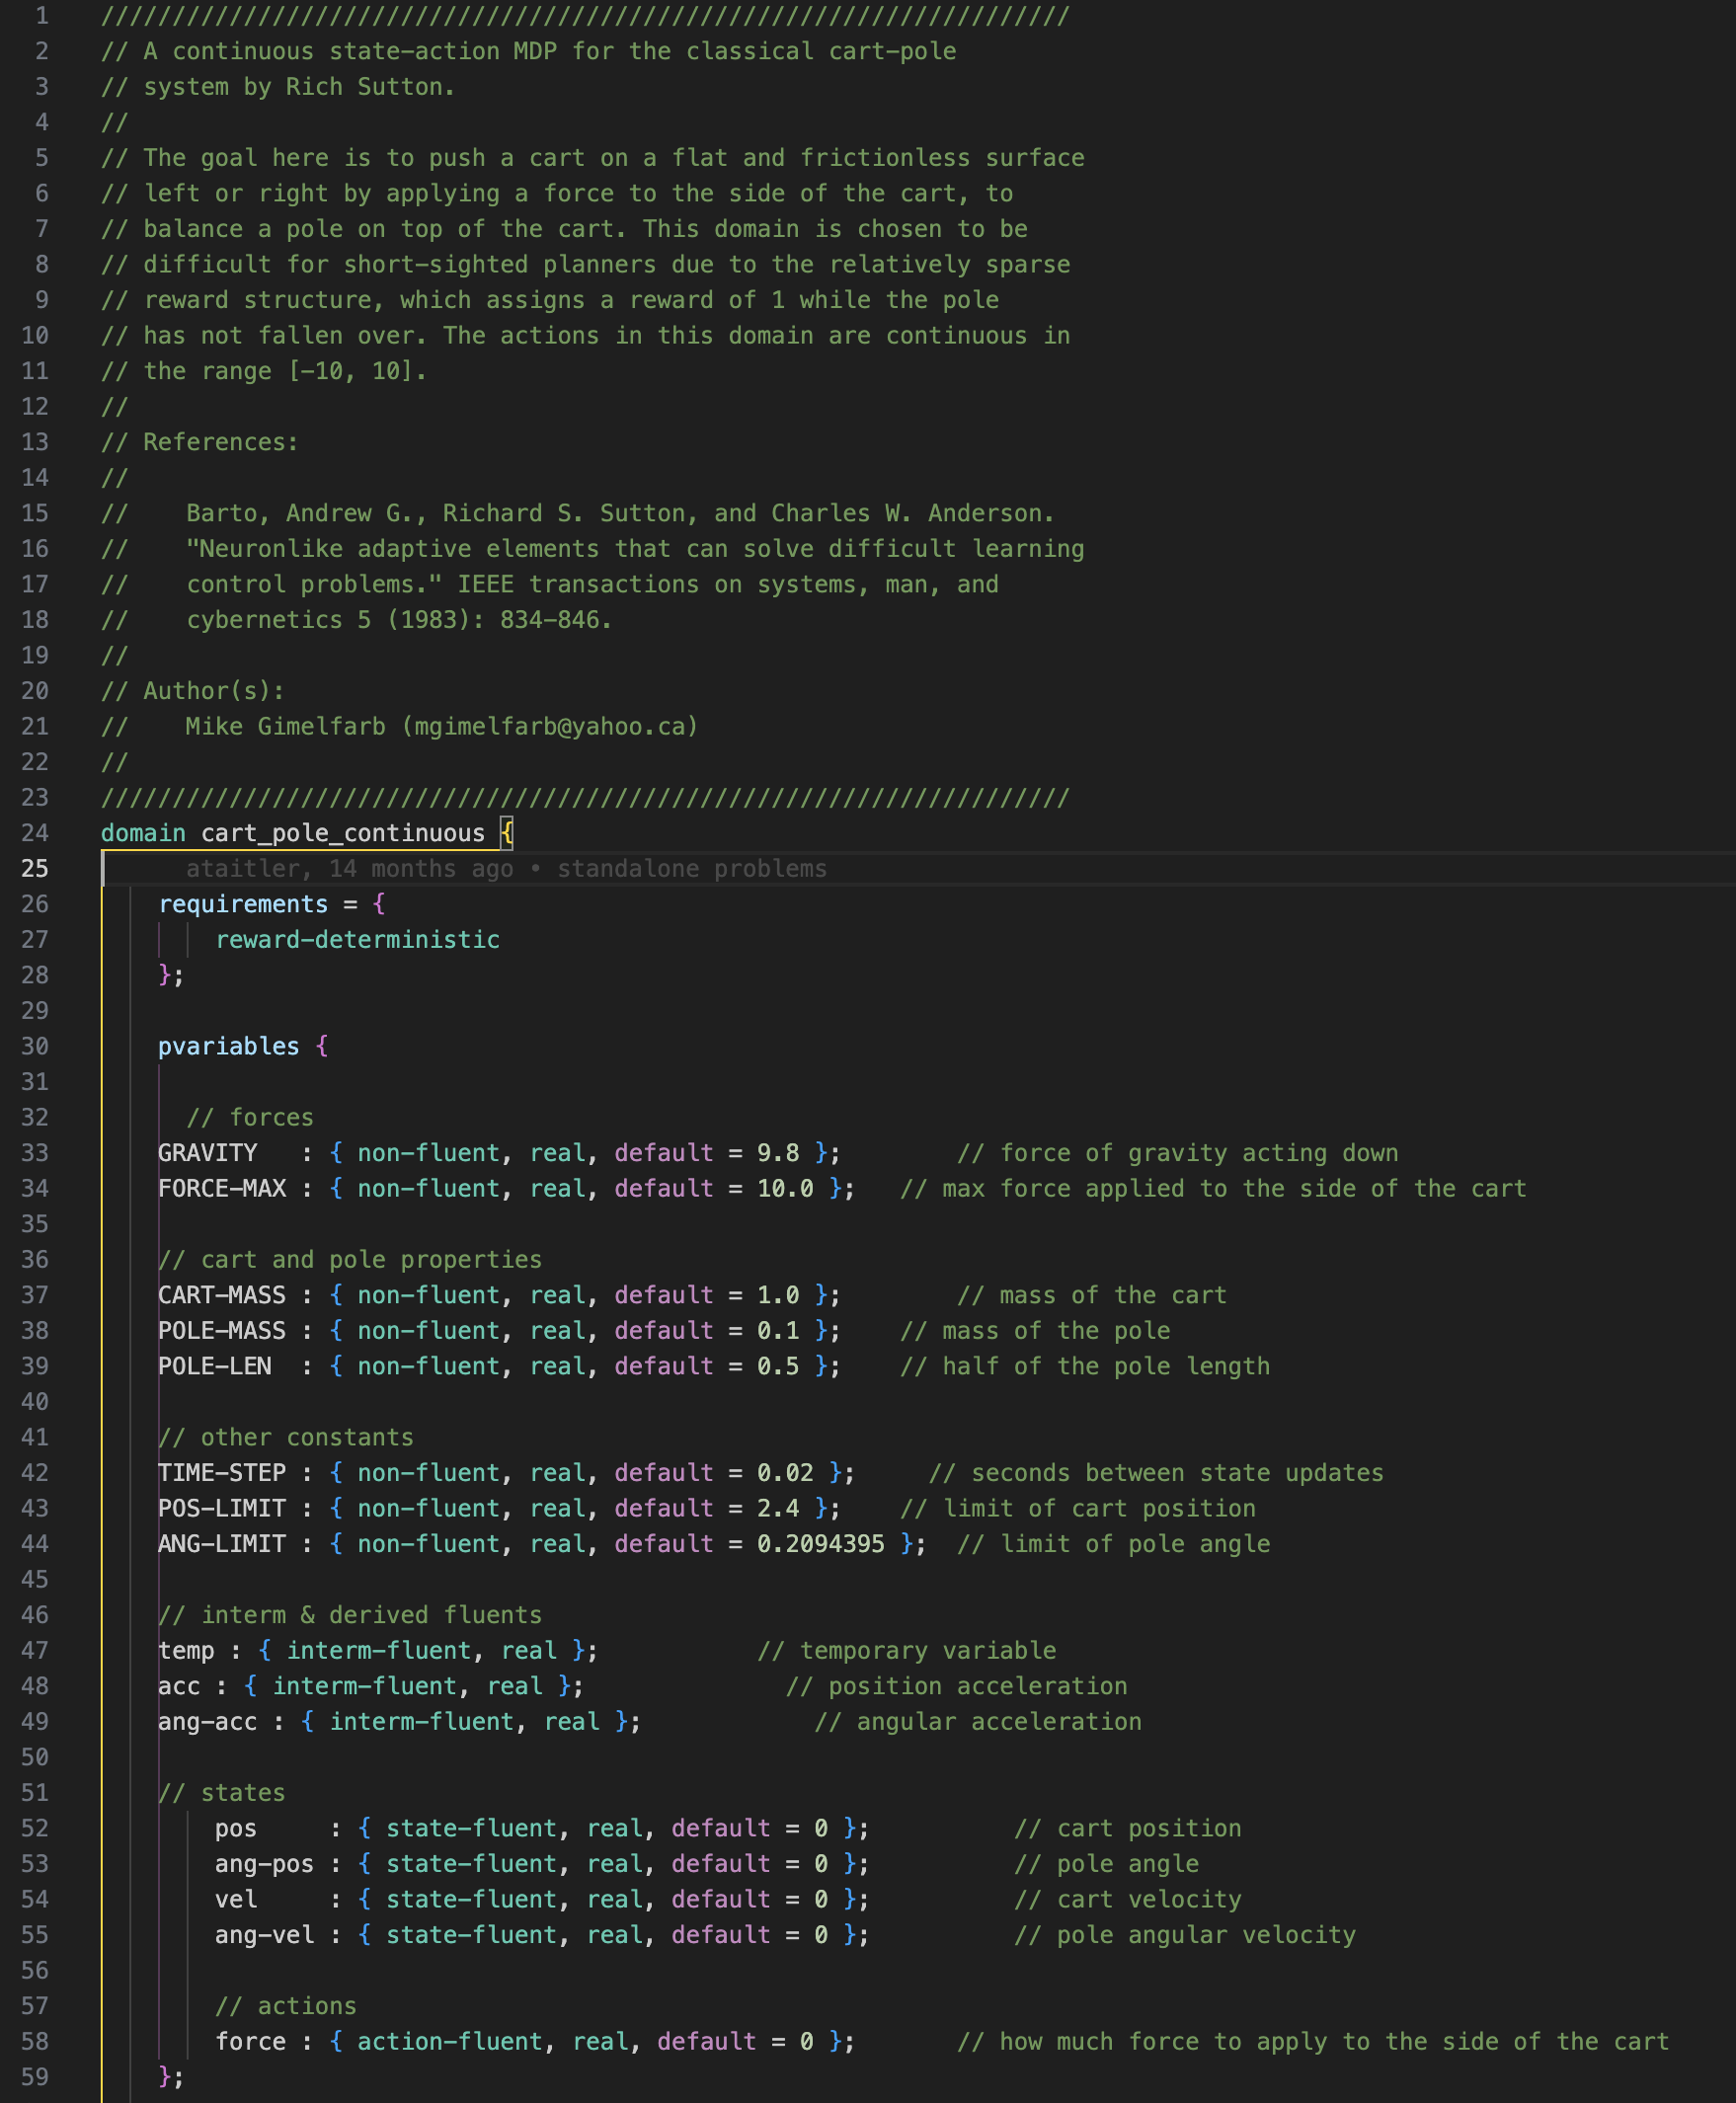 1 ////////////////////////////////////////////////////////////////////
2 // A continuous state-action MDP for the classical cart-pole
3 // system by Rich Sutton.
4 //
5 // The goal here is to push a cart on a flat and frictionless surface
6 // left or right by applying a force to the side of the cart, to
7 // balance a pole on top of the cart. This domain is chosen to be
8 // difficult for short-sighted planners due to the relatively sparse
9 // reward structure, which assigns a reward of 1 while the pole
10 // has not fallen over. The actions in this domain are continuous in
11 // the range [-10, 10].
12 //
13 // References:
14 //
15 //    Barto, Andrew G., Richard S. Sutton, and Charles W. Anderson.
16 //    "Neuronlike adaptive elements that can solve difficult learning
17 //    control problems." IEEE transactions on systems, man, and
18 //    cybernetics 5 (1983): 834-846.
19 //
20 // Author(s):
21 //    Mike Gimelfarb (mgimelfarb@yahoo.ca)
22 //
23 ////////////////////////////////////////////////////////////////////
24 domain cart_pole_continuous {
25 ataitler, 14 months ago • standalone problems
26 requirements = {
27 reward-deterministic
28 };
29
30 pvariables {
31
32 // forces
33 GRAVITY   : { non-fluent, real, default = 9.8 };        // force of gravity acting down
34 FORCE-MAX : { non-fluent, real, default = 10.0 };   // max force applied to the side of the cart
35
36 // cart and pole properties
37 CART-MASS : { non-fluent, real, default = 1.0 };        // mass of the cart
38 POLE-MASS : { non-fluent, real, default = 0.1 };    // mass of the pole
39 POLE-LEN  : { non-fluent, real, default = 0.5 };    // half of the pole length
40
41 // other constants
42 TIME-STEP : { non-fluent, real, default = 0.02 };     // seconds between state updates
43 POS-LIMIT : { non-fluent, real, default = 2.4 };    // limit of cart position
44 ANG-LIMIT : { non-fluent, real, default = 0.2094395 };  // limit of pole angle
45
46 // interm & derived fluents
47 temp : { interm-fluent, real };           // temporary variable
48 acc : { interm-fluent, real };              // position acceleration
49 ang-acc : { interm-fluent, real };            // angular acceleration
50
51 // states
52 pos     : { state-fluent, real, default = 0 };          // cart position
53 ang-pos : { state-fluent, real, default = 0 };          // pole angle
54 vel     : { state-fluent, real, default = 0 };          // cart velocity
55 ang-vel : { state-fluent, real, default = 0 };          // pole angular velocity
56
57 // actions
58 force : { action-fluent, real, default = 0 };       // how much force to apply to the side of the cart
59 };